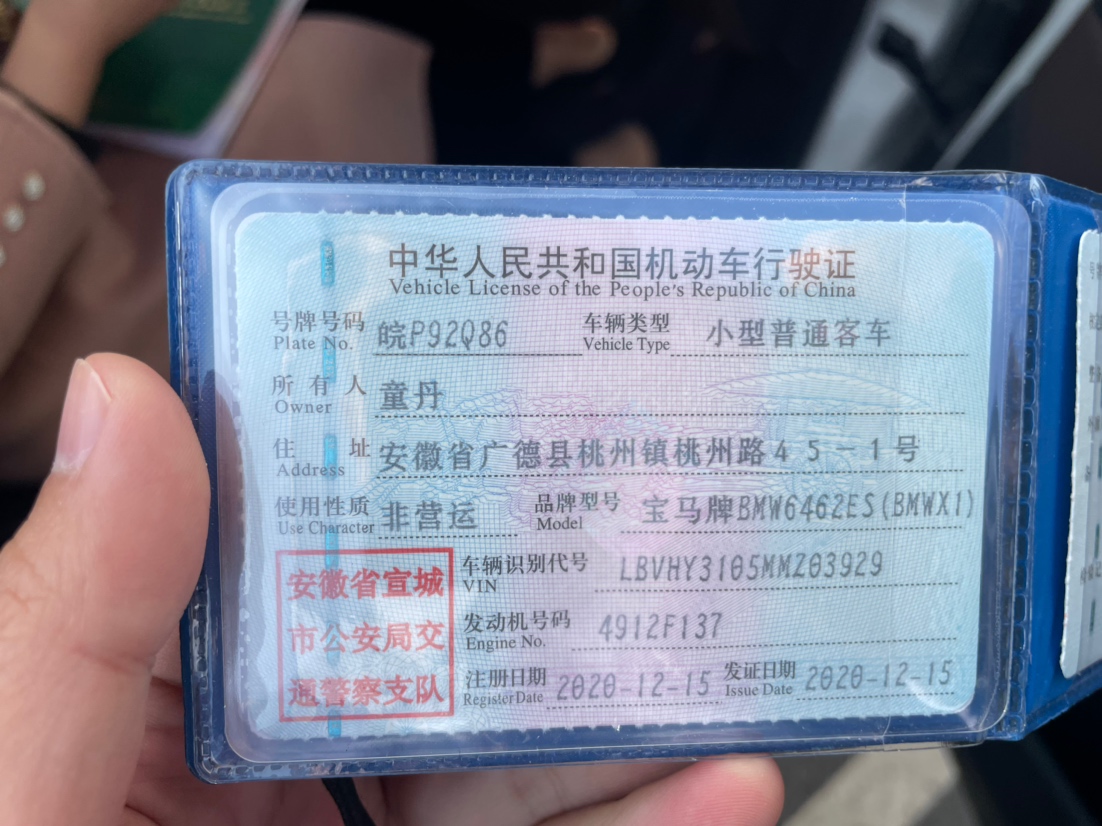 中华人民共和国机动车行驶证
Vehicle License of the People's Republic of China
号牌号码 皖P92Q86 车辆类型 小型普通客车
Plate No. Vehicle Type
所有人 童丹
Owner
住址 安徽省广德县桃州镇桃州路45-1号
Address
使用性质 非营运 品牌型号 宝马牌BMW6462ES(BMWX1)
Use Character Model
车辆识别代号 LBVHY3105MMZ03929
VIN
发动机号码 4912F137
Engine No.
注册日期 2020-12-15 发证日期 2020-12-15
Register Date Issue Date
安徽省宣城
市公安局交
通警察支队